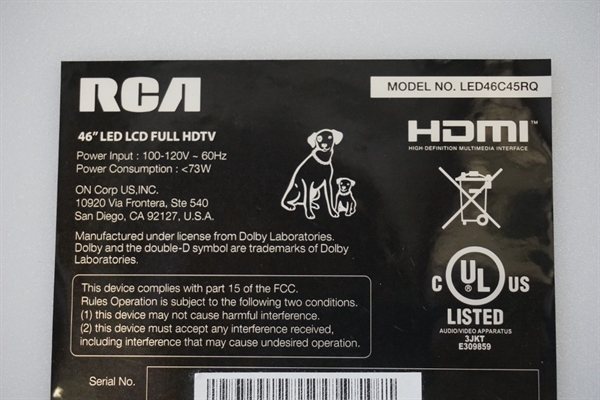 RCA
MODEL NO. LED46C45RQ
46" LED LCD FULL HDTV
Power Input : 100-120V ~ 60Hz
Power Consumption : <73W
ON Corp US,INC.
10920 Via Frontera, Ste 540
San Diego, CA 92127, U.S.A.
HDMI™
HIGH-DEFINITION MULTIMEDIA INTERFACE
Manufactured under license from Dolby Laboratories.
Dolby and the double-D symbol are trademarks of Dolby
Laboratories.
This device complies with part 15 of the FCC.
Rules Operation is subject to the following two conditions.
(1) this device may not cause harmful interference.
(2) this device must accept any interference received,
including interference that may cause undesired operation.
C UL® US
LISTED
AUDIO/VIDEO APPARATUS
3JKT
E309859
Serial No.